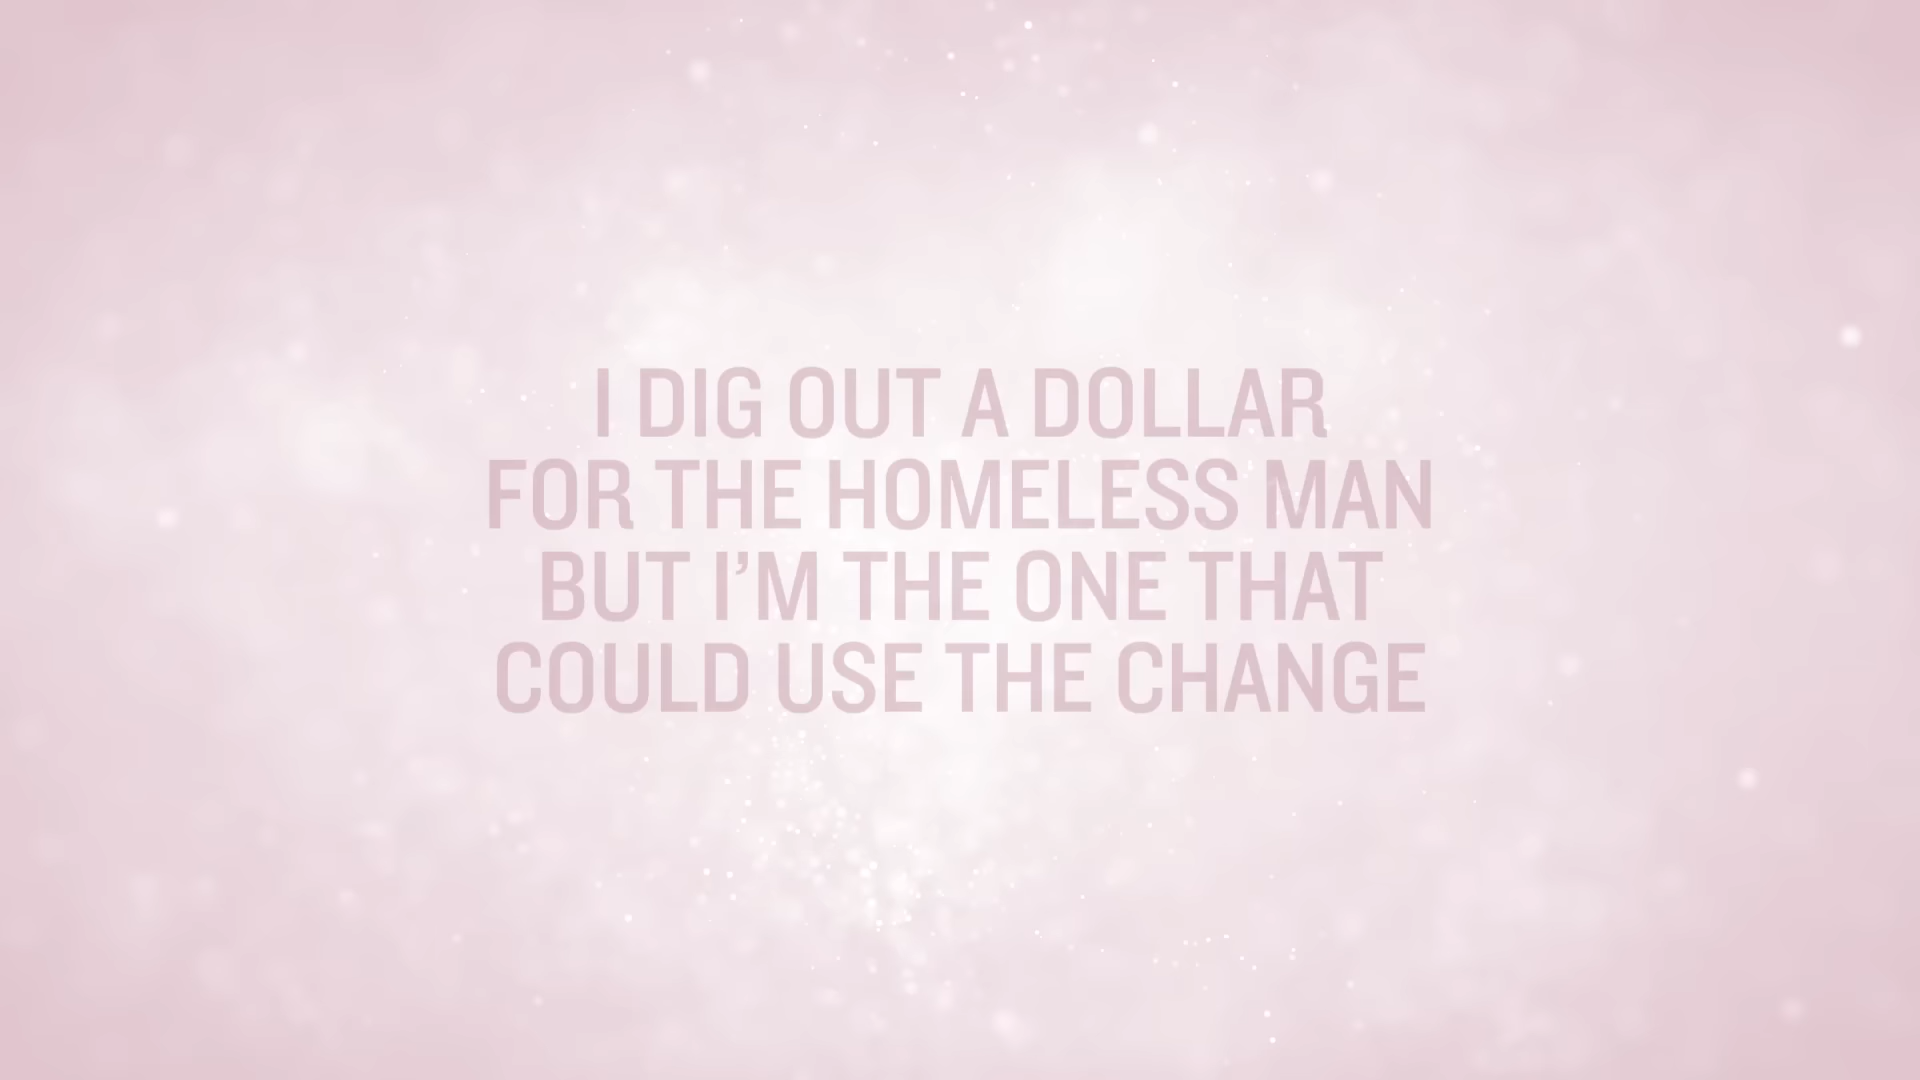 I DIG OUT A DOLLAR
FOR THE HOMELESS MAN
BUT I’M THE ONE THAT
COULD USE THE CHANGE